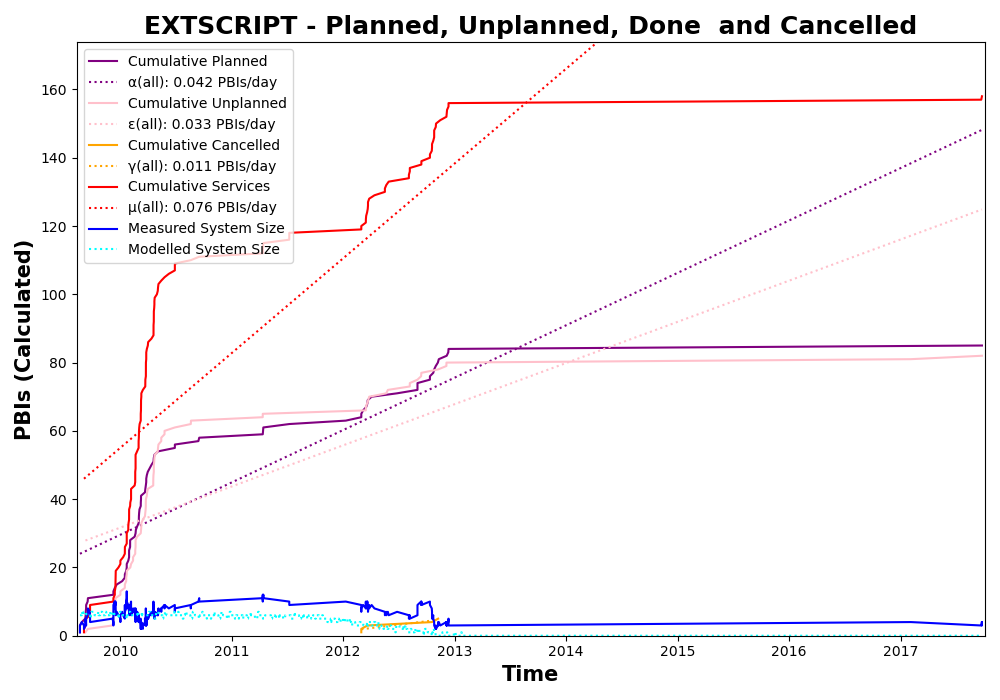 EXTSCRIPT - Planned, Unplanned, Done  and Cancelled
Cumulative Planned
α(all): 0.042 PBIs/day
Cumulative Unplanned
ε(all): 0.033 PBIs/day
Cumulative Cancelled
γ(all): 0.011 PBIs/day
Cumulative Services
μ(all): 0.076 PBIs/day
Measured System Size
Modelled System Size
PBIs (Calculated)
160
140
120
100
80
60
40
20
0
2010 2011 2012 2013 2014 2015 2016 2017
Time